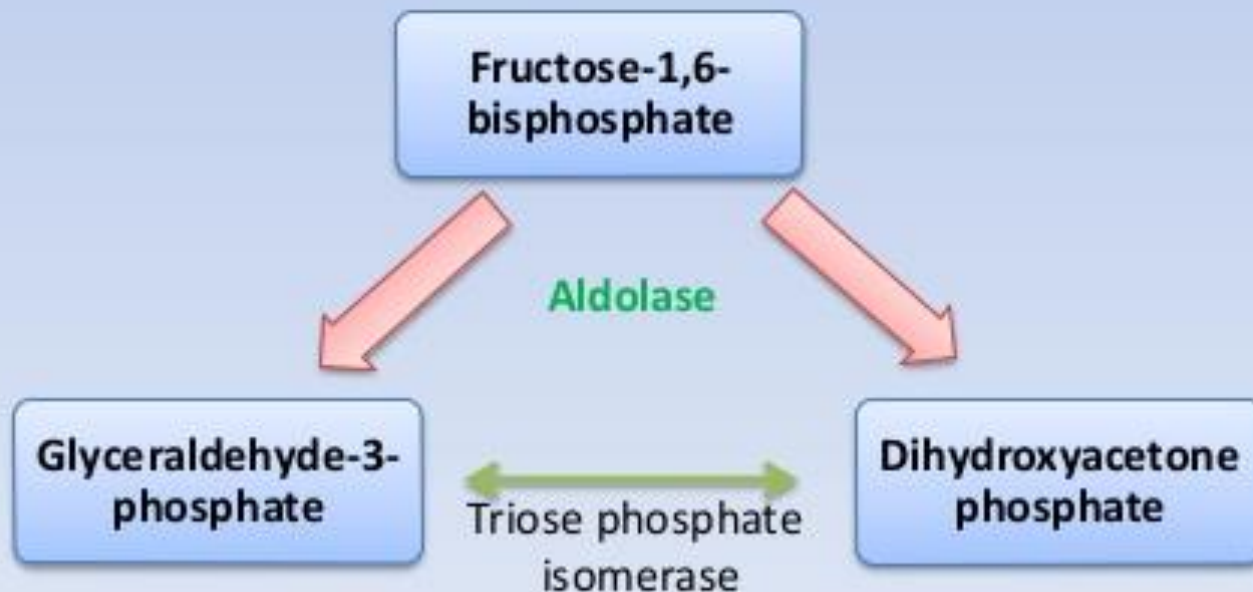 Fructose-1,6-
bisphosphate
Aldolase
Glyceraldehyde-3-
phosphate
Triose phosphate
isomerase
Dihydroxyacetone
phosphate